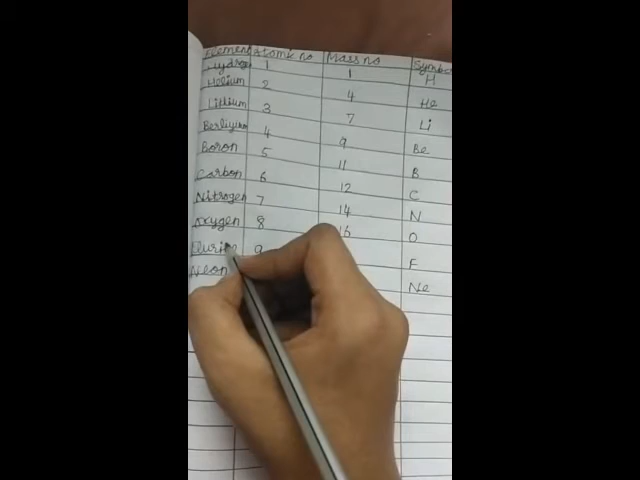 Element Atomic no Mass no Symbol
Hydrogen 1 1 H
Helium 2 4 He
Lithium 3 7 Li
Berliyium 4 9 Be
Boron 5 11 B
Carbon 6 12 C
Nitrogen 7 14 N
Oxygen 8 16 O
9 F
Neon Ne